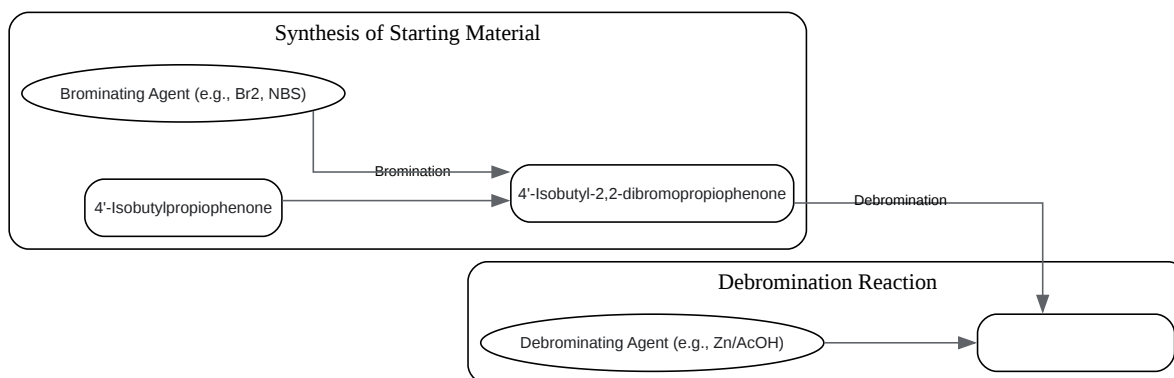 Synthesis of Starting Material
Brominating Agent (e.g., Br2, NBS)
Bromination
4'-Isobutylpropiophenone
4'-Isobutyl-2,2-dibromopropiophenone
Debromination
Debromination Reaction
Debrominating Agent (e.g., Zn/AcOH)